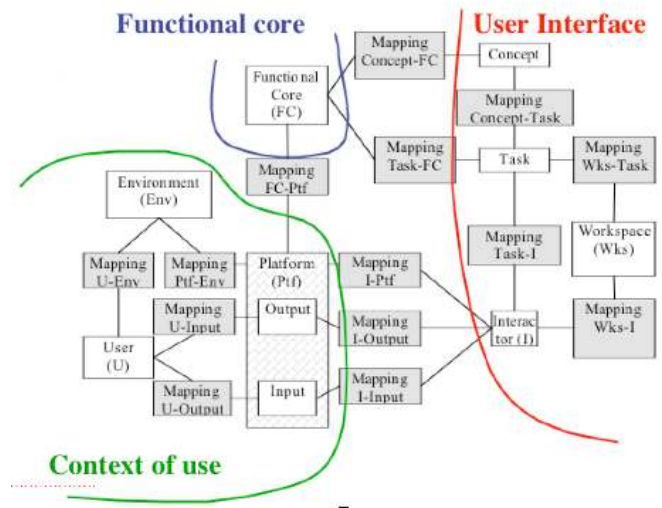 Functional core
User Interface
Mapping
Concept-FC
Concept
Functional
Core
(FC)
Mapping
Concept-Task
Mapping
Task-FC
Task
Mapping
Wks-Task
Mapping
FC-Ptf
Environment
(Env)
Mapping
U-Env
Mapping
Ptf-Env
Platform
(Ptf)
Mapping
I-Ptf
Mapping
Task-I
Workspace
(Wks)
Mapping
U-Input
Output
Mapping
I-Output
Interac
tor (I)
Mapping
Wks-I
User
(U)
Mapping
U-Output
Input
Mapping
I-Input
Context of use